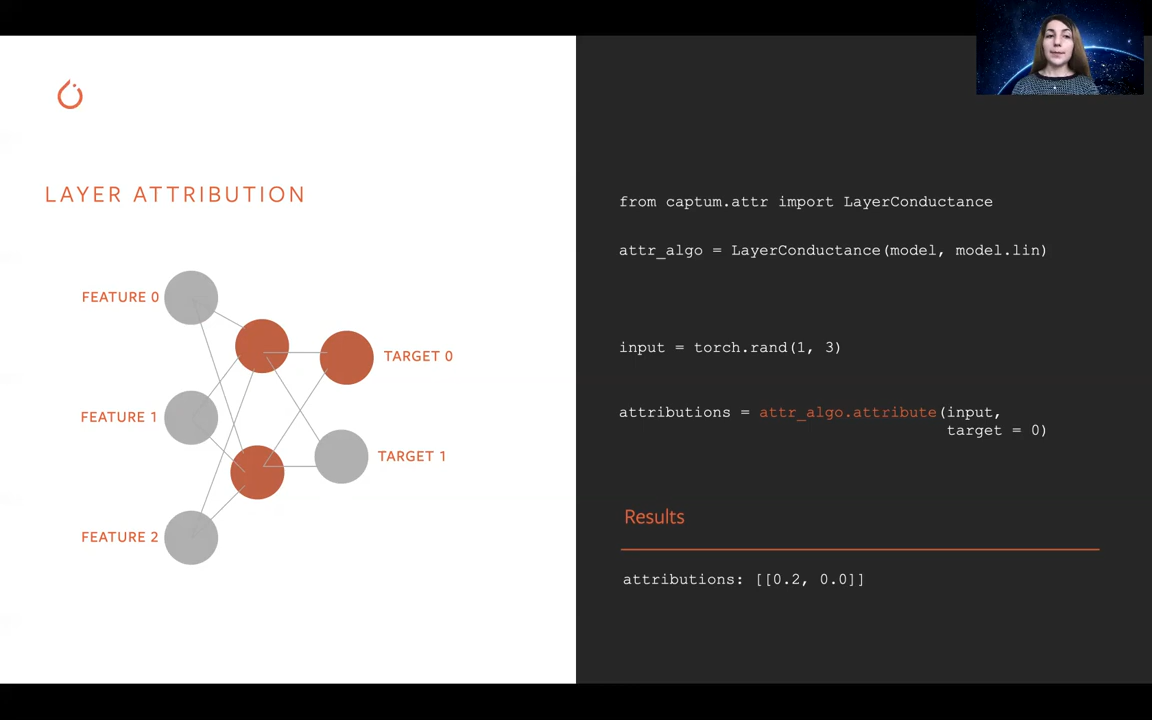 LAYER ATTRIBUTION
FEATURE 0
FEATURE 1
FEATURE 2
TARGET 0
TARGET 1
from captum.attr import LayerConductance
attr_algo = LayerConductance(model, model.lin)
input = torch.rand(1, 3)
attributions = attr_algo.attribute(input,
target = 0)
Results
attributions: [[0.2, 0.0]]